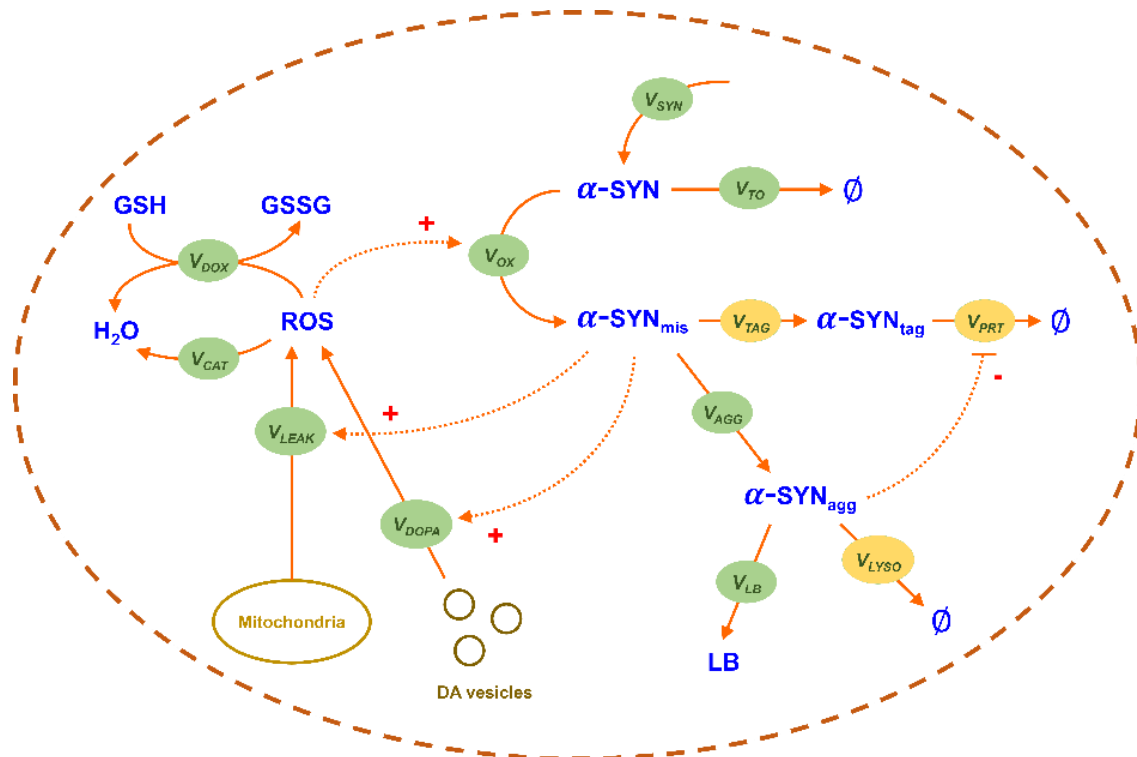 V_SYN
α-SYN
V_TO
∅
GSH
GSSG
+
V_DOX
V_OX
H₂O
ROS
V_CAT
α-SYN_mis
V_TAG
α-SYN_tag
V_PRT
∅
-
+
V_LEAK
V_AGG
α-SYN_agg
V_DOPA
+
V_LB
V_LYSO
∅
Mitochondria
LB
DA vesicles